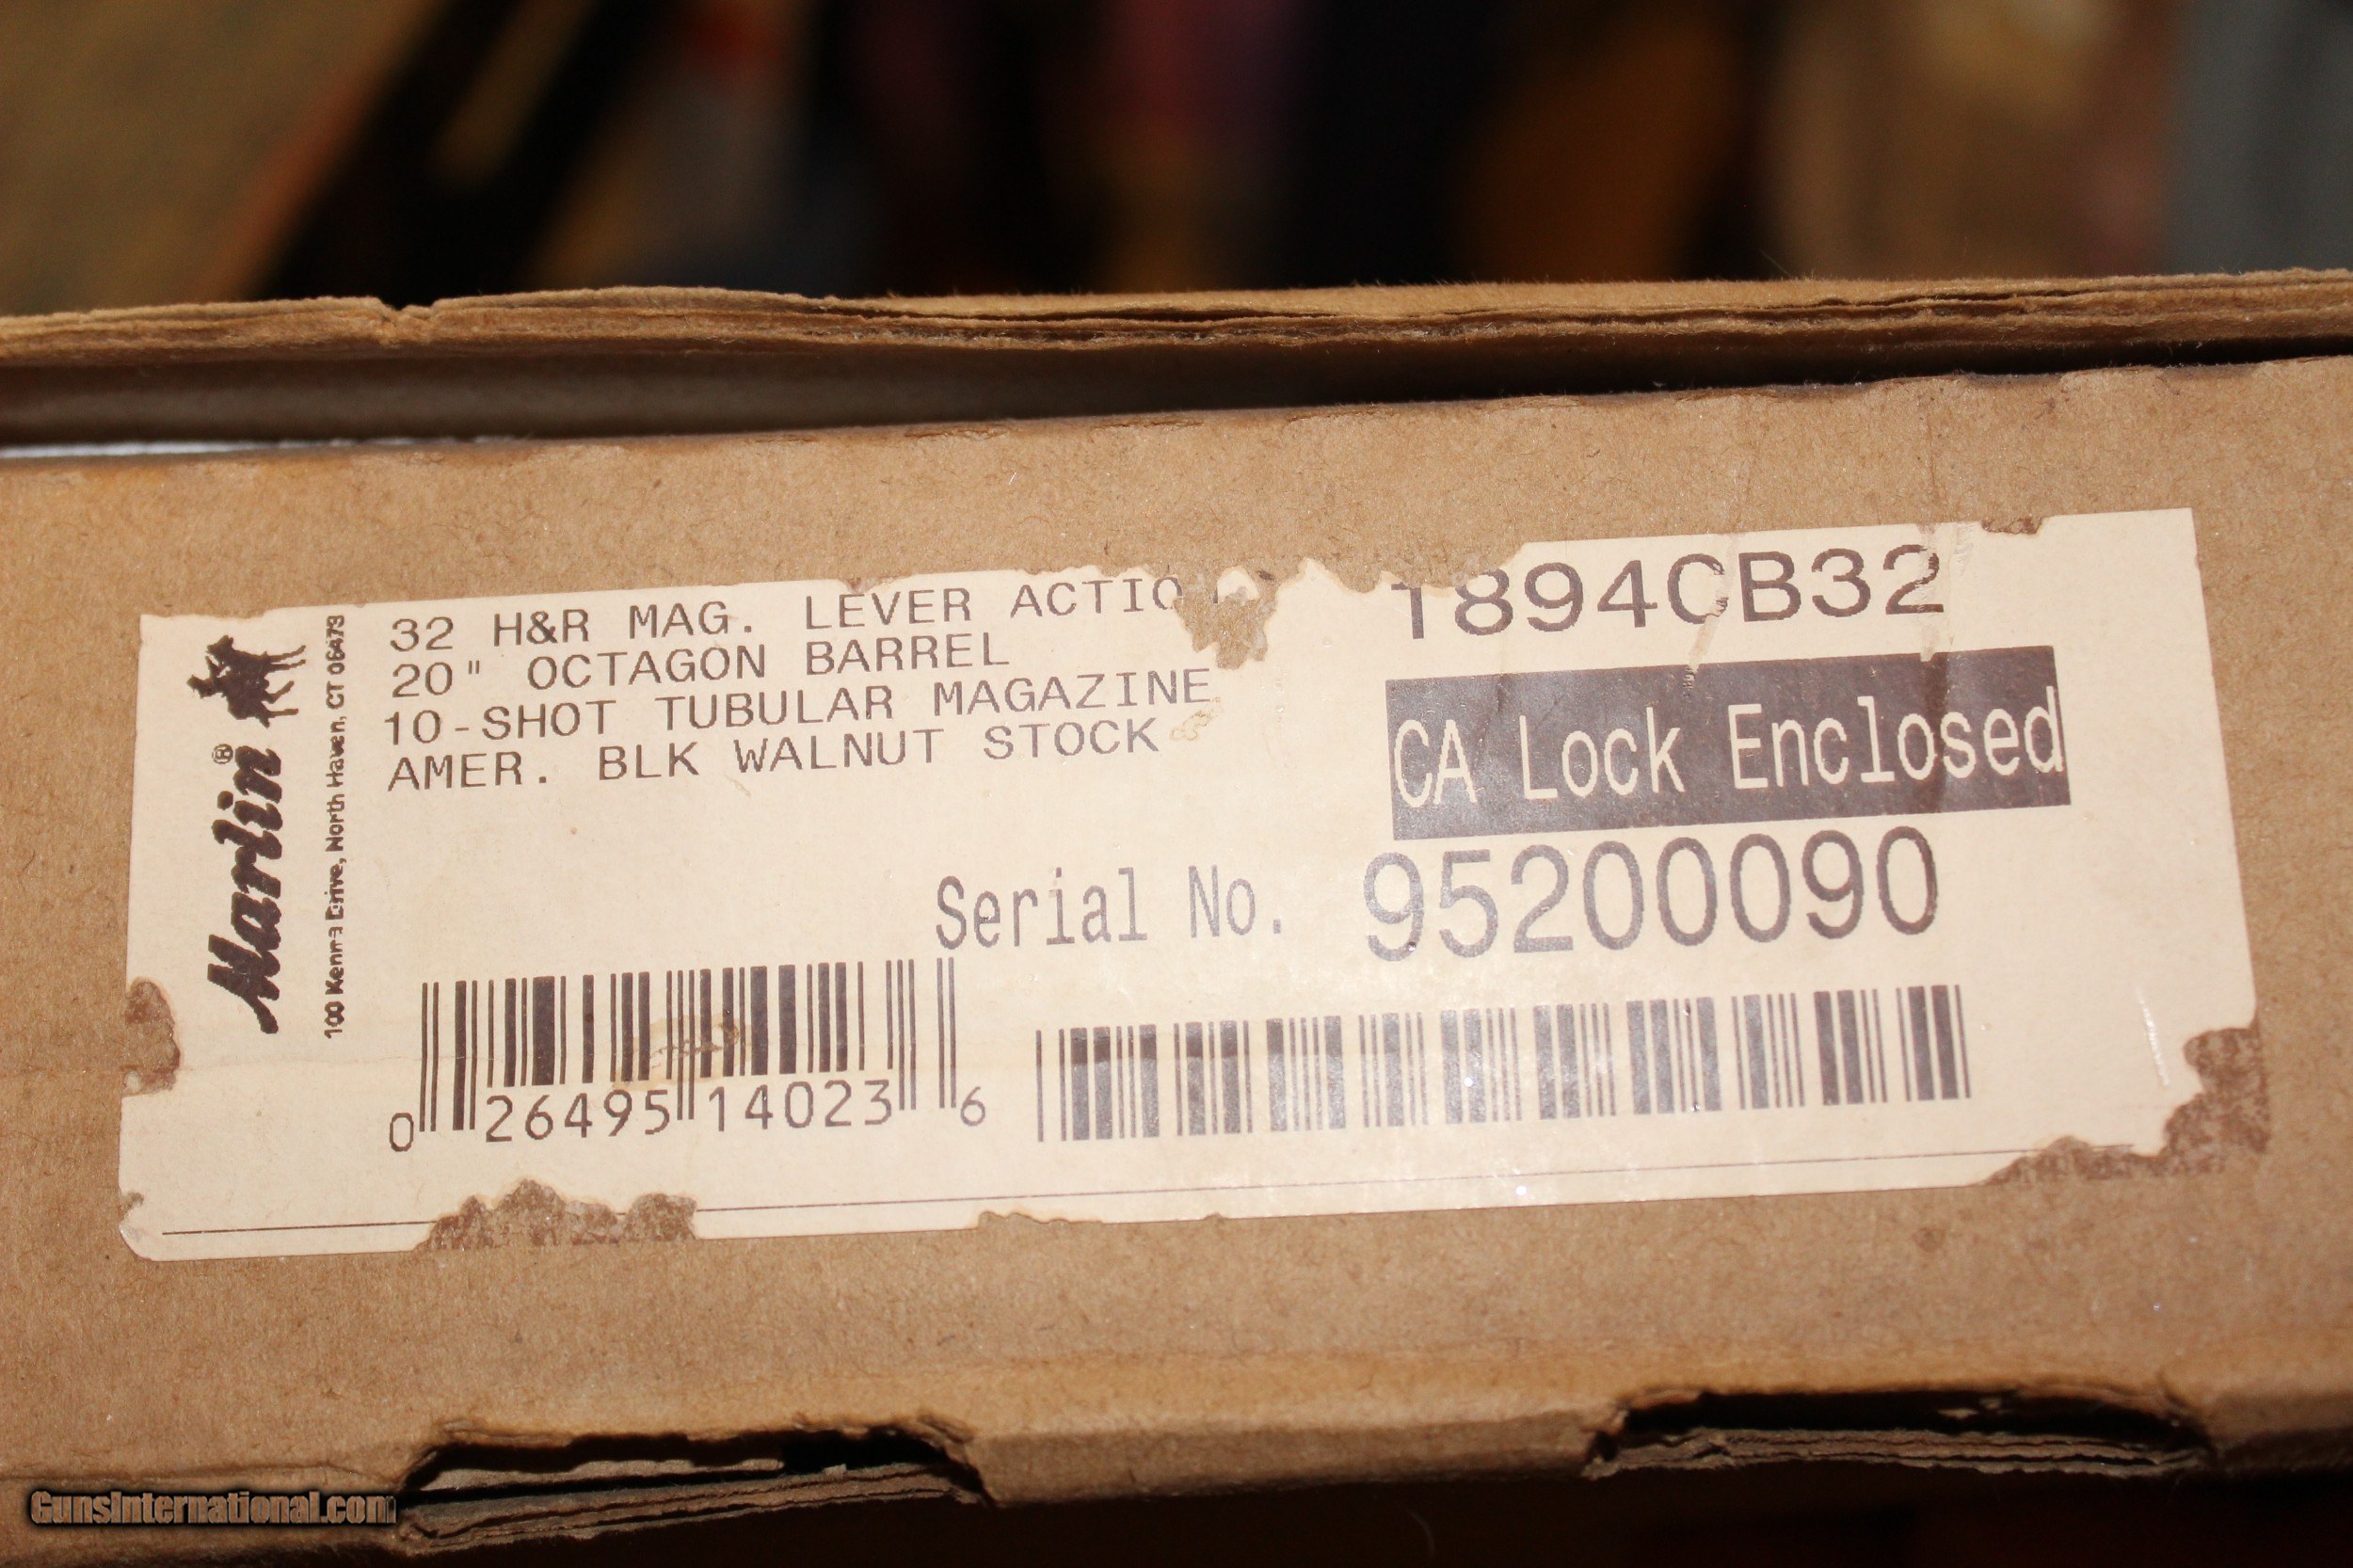 Marlin®
100 Kenna Drive, North Haven, CT 06473
32 H&R MAG. LEVER ACTIO
20" OCTAGON BARREL
10-SHOT TUBULAR MAGAZINE
AMER. BLK WALNUT STOCK
1894CB32
CA Lock Enclosed
Serial No. 95200090
0 26495 14023 6
GunsInternational.com